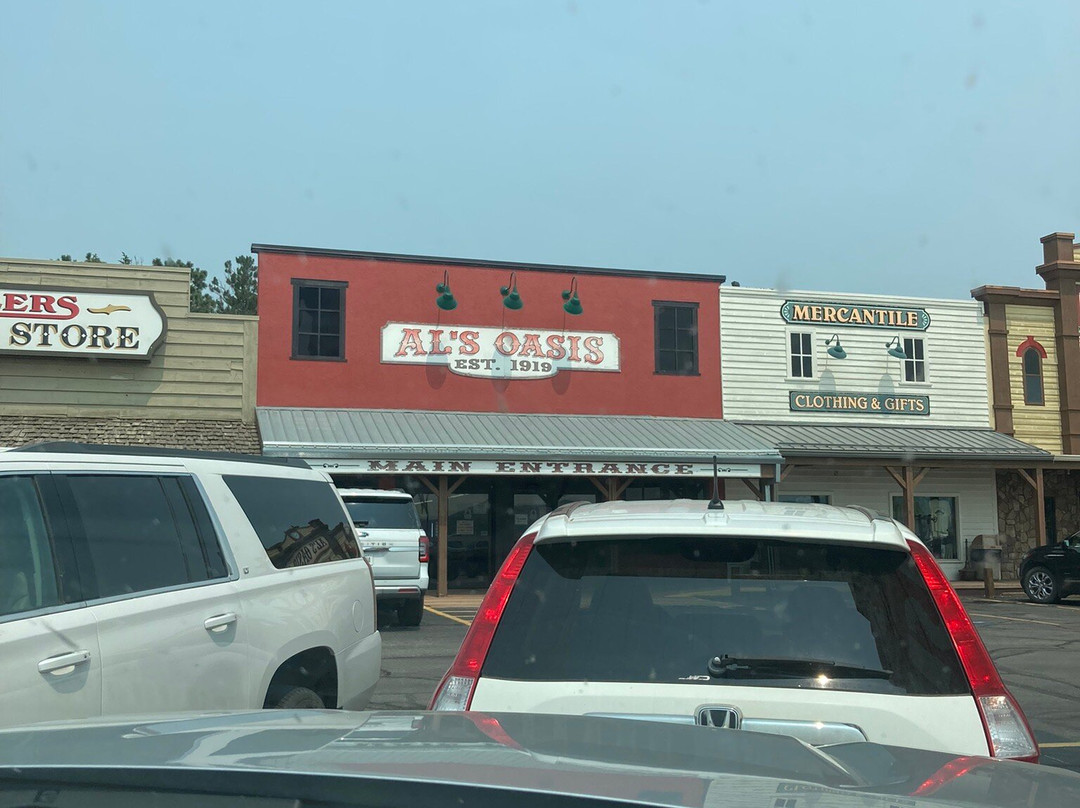 ERS
STORE
AL'S OASIS
EST. 1919
MAIN ENTRANCE
MERCANTILE
CLOTHING & GIFTS